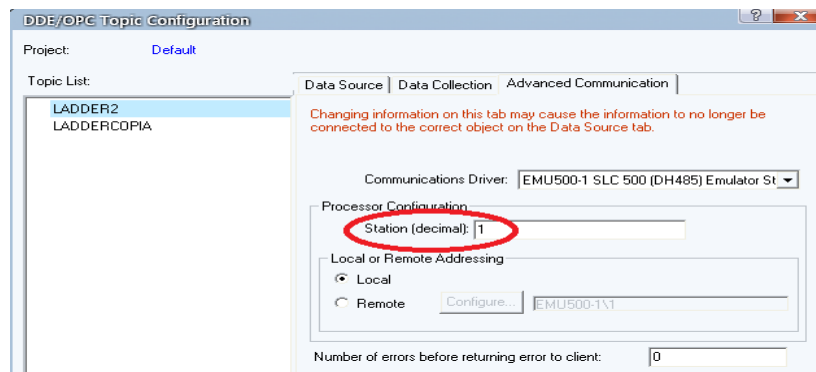 DDE/OPC Topic Configuration
?
x
Project: Default
Topic List:
LADDER2
LADDERCOPIA
Data Source
Data Collection
Advanced Communication
Changing information on this tab may cause the information to no longer be
connected to the correct object on the Data Source tab.
Communications Driver: EMU500-1 SLC 500 (DH485) Emulator St
Processor Configuration
Station (decimal): 1
Local or Remote Addressing
Local
Remote Configure... EMU500-1\1
Number of errors before returning error to client: 0